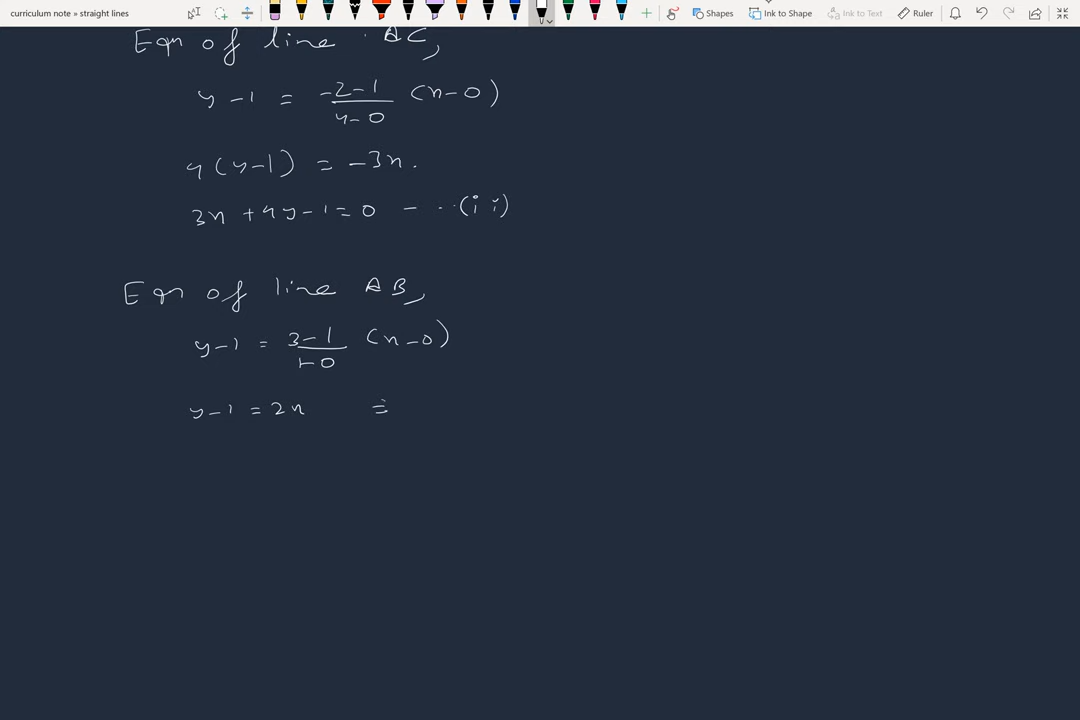 curriculum note » straight lines
Shapes Ink to Shape Ink to Text Ruler
Eqn of line AC,
y-1 = -2-1/4-0 (x-0)
4(y-1) = -3x.
3x+4y-1=0 - ..(ii)
Eqn of line AB,
y-1 = 3-1/1-0 (x-0)
y-1 = 2x ⇒